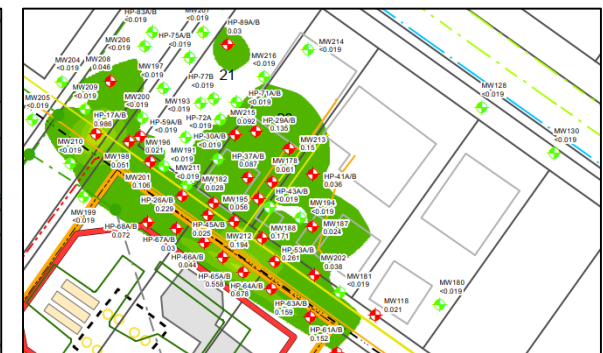 HP-83A/B
<0.019
MW207
<0.019
HP-89A/B
0.03
HP-75A/B
<0.019
MW206
<0.019
MW214
<0.019
MW204
<0.019
MW208
0.046
MW197
<0.019
MW216
<0.019
21
HP-77B
<0.019
MW209
<0.019
MW128
<0.019
MW205
<0.019
MW200
<0.019
MW193
<0.019
HP-71A/B
<0.019
HP-17A/B
0.986
HP-59A/B
<0.019
HP-72A
<0.019
MW215
0.092
HP-29A/B
0.135
MW130
<0.019
MW210
<0.019
MW196
0.021
HP-30A/B
<0.019
MW213
0.15
MW198
0.051
MW191
<0.019
HP-37A/B
0.087
MW178
0.061
MW211
<0.019
MW201
0.106
MW182
0.028
HP-41A/B
0.036
HP-43A/B
<0.019
HP-26A/B
0.229
MW195
0.056
MW194
<0.019
MW199
<0.019
HP-68A/B
0.072
HP-45A/B
0.025
MW188
0.171
MW187
0.024
HP-67A/B
0.03
MW212
0.194
HP-66A/B
0.044
HP-53A/B
0.261
MW202
0.038
HP-65A/B
0.558
HP-64A/B
0.678
MW181
<0.019
MW180
<0.019
HP-63A/B
0.159
MW118
0.021
HP-61A/B
0.152